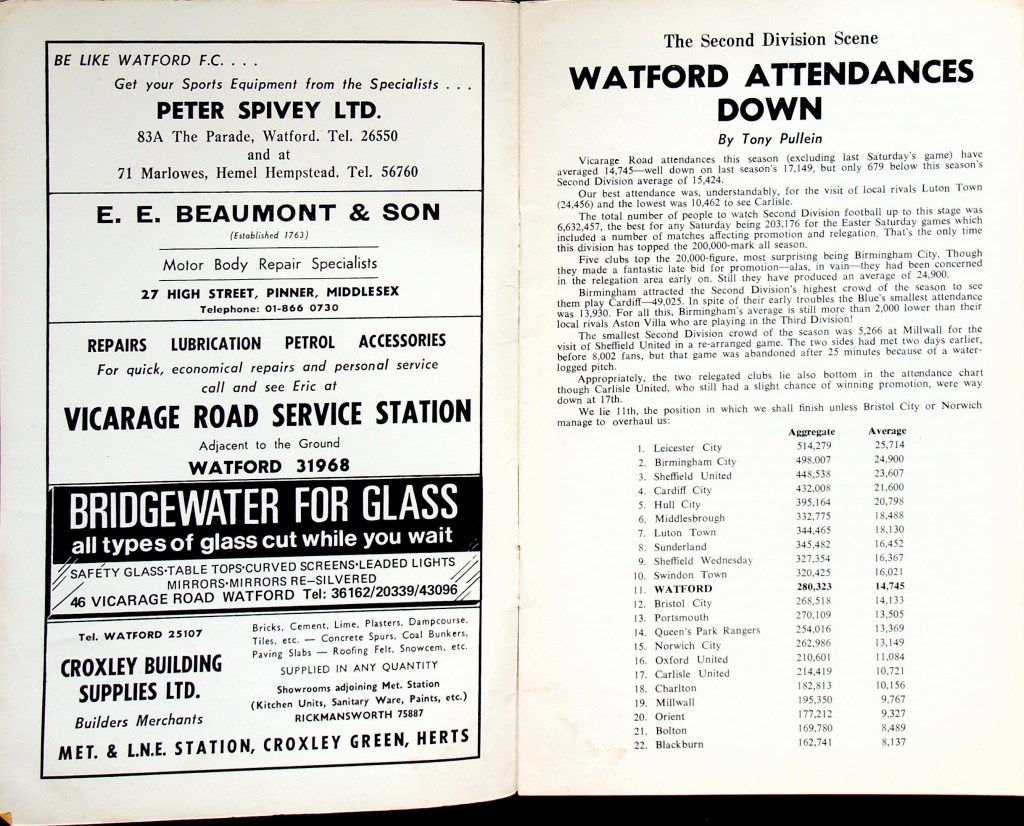 BE LIKE WATFORD F.C. . . .
Get your Sports Equipment from the Specialists . . .
PETER SPIVEY LTD.
83A The Parade, Watford. Tel. 26550
and at
71 Marlowes, Hemel Hempstead. Tel. 56760
E. E. BEAUMONT & SON
(Established 1763)
Motor Body Repair Specialists
27 HIGH STREET, PINNER, MIDDLESEX
Telephone: 01-866 0730
REPAIRS LUBRICATION PETROL ACCESSORIES
For quick, economical repairs and personal service
call and see Eric at
VICARAGE ROAD SERVICE STATION
Adjacent to the Ground
WATFORD 31968
BRIDGEWATER FOR GLASS
all types of glass cut while you wait
SAFETY GLASS·TABLE TOPS·CURVED SCREENS·LEADED LIGHTS
MIRRORS·MIRRORS RE-SILVERED
46 VICARAGE ROAD WATFORD Tel: 36162/20339/43096
Tel. WATFORD 25107
CROXLEY BUILDING
SUPPLIES LTD.
Builders Merchants
Bricks, Cement, Lime, Plasters, Dampcourse,
Tiles, etc. — Concrete Spurs, Coal Bunkers,
Paving Slabs — Roofing Felt, Snowcem, etc.
SUPPLIED IN ANY QUANTITY
Showrooms adjoining Met. Station
(Kitchen Units, Sanitary Ware, Paints, etc.)
RICKMANSWORTH 75887
MET. & L.N.E. STATION, CROXLEY GREEN, HERTS
The Second Division Scene
WATFORD ATTENDANCES
DOWN
By Tony Pullein
Vicarage Road attendances this season (excluding last Saturday's game) have
averaged 14,745—well down on last season's 17,149, but only 679 below this season's
Second Division average of 15,424.
Our best attendance was, understandably, for the visit of local rivals Luton Town
(24,456) and the lowest was 10,462 to see Carlisle.
The total number of people to watch Second Division football up to this stage was
6,632,457, the best for any Saturday being 203,176 for the Easter Saturday games which
included a number of matches affecting promotion and relegation. That's the only time
this division has topped the 200,000-mark all season.
Five clubs top the 20,000-figure, most surprising being Birmingham City. Though
they made a fantastic late bid for promotion—alas, in vain—they had been concerned
in the relegation area early on. Still they have produced an average of 24,900.
Birmingham attracted the Second Division's highest crowd of the season to see
them play Cardiff—49,025. In spite of their early troubles the Blue's smallest attendance
was 13,930. For all this, Birmingham's average is still more than 2,000 lower than their
local rivals Aston Villa who are playing in the Third Division!
The smallest Second Division crowd of the season was 5,266 at Millwall for the
visit of Sheffield United in a re-arranged game. The two sides had met two days earlier,
before 8,002 fans, but that game was abandoned after 25 minutes because of a water-
logged pitch.
Appropriately, the two relegated clubs lie also bottom in the attendance chart
though Carlisle United, who still had a slight chance of winning promotion, were way
down at 17th.
We lie 11th, the position in which we shall finish unless Bristol City or Norwich
manage to overhaul us:
Aggregate Average
1. Leicester City 514,279 25,714
2. Birmingham City 498,007 24,900
3. Sheffield United 448,538 23,607
4. Cardiff City 432,008 21,600
5. Hull City 395,164 20,798
6. Middlesbrough 332,775 18,488
7. Luton Town 344,465 18,130
8. Sunderland 345,482 16,452
9. Sheffield Wednesday 327,354 16,367
10. Swindon Town 320,425 16,021
11. WATFORD 280,323 14,745
12. Bristol City 268,518 14,133
13. Portsmouth 270,109 13,505
14. Queen's Park Rangers 254,016 13,369
15. Norwich City 262,986 13,149
16. Oxford United 210,601 11,084
17. Carlisle United 214,419 10,721
18. Charlton 182,813 10,156
19. Millwall 195,350 9,767
20. Orient 177,212 9,327
21. Bolton 169,780 8,489
22. Blackburn 162,741 8,137